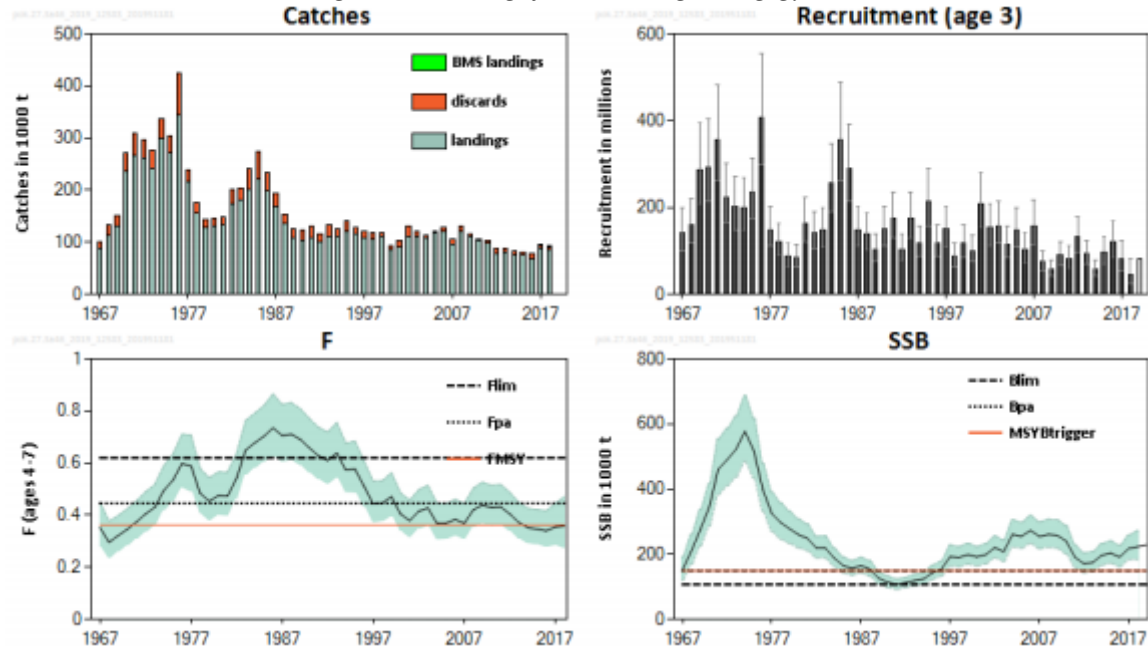 Catches
Catches in 1000 t
500
400
300
200
100
0
BMS landings
discards
landings
1967
1977
1987
1997
2007
2017
Recruitment (age 3)
Recruitment in millions
600
400
200
0
1967
1977
1987
1997
2007
2017
F
F (ages 4-7)
1
0.8
0.6
0.4
0.2
0
Flim
Fpa
FMSY
1967
1977
1987
1997
2007
2017
SSB
SSB in 1000 t
800
600
400
200
0
Blim
Bpa
MSYBtrigger
1967
1977
1987
1997
2007
2017